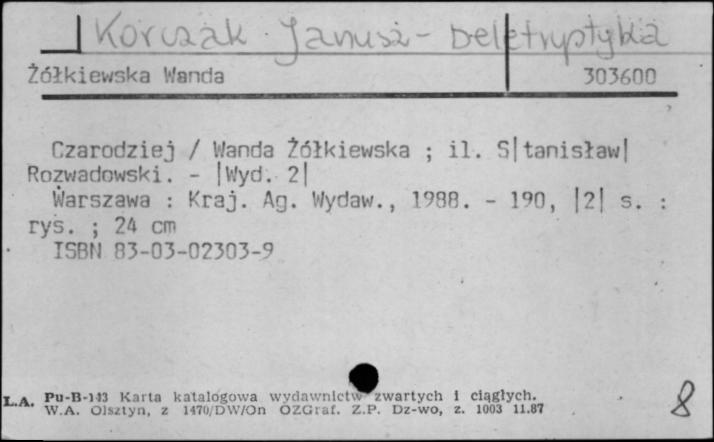 Korczak Janusz - beletrystyka
Żółkiewska Wanda 303600
Czarodziej / Wanda Żółkiewska ; il. S|tanisław|
Rozwadowski. - |Wyd. 2|
Warszawa : Kraj. Ag. Wydaw., 1988. - 190, |2| s. :
rys. ; 24 cm
ISBN 83-03-02303-9
L.A. Pu-B-143 Karta katalogowa wydawnictw zwartych i ciągłych.
W.A. Olsztyn, z 1470/DW/On OZGraf. Z.P. Dz-wo, z. 1003 11.87
8